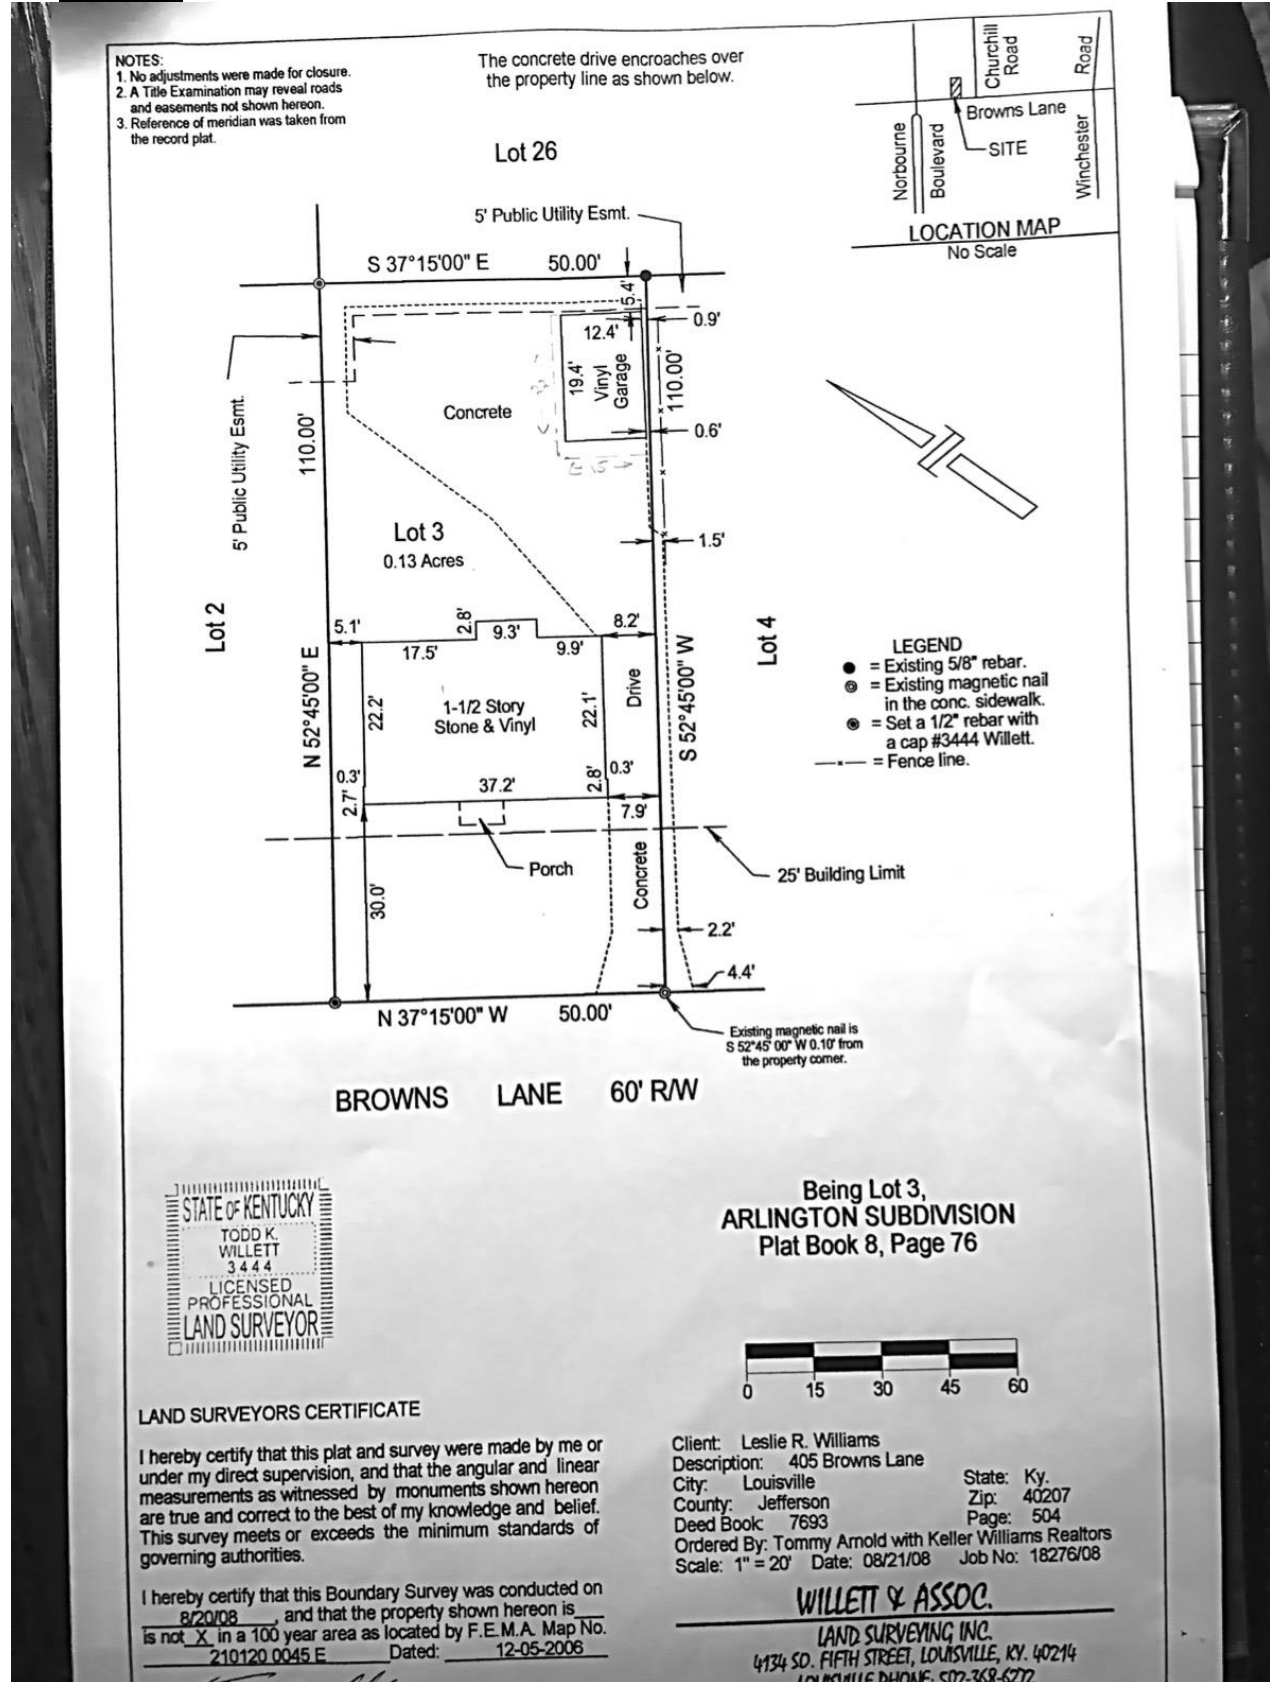 NOTES:
1. No adjustments were made for closure.
2. A Title Examination may reveal roads
and easements not shown hereon.
3. Reference of meridian was taken from
the record plat.
The concrete drive encroaches over
the property line as shown below.
Churchill
Road
Road
Browns Lane
SITE
Norbourne
Boulevard
Winchester
LOCATION MAP
No Scale
Lot 26
5' Public Utility Esmt.
S 37°15'00" E 50.00'
5.4'
0.9'
12.4'
19.4'
Vinyl
Garage
110.00'
0.6'
Concrete
5' Public Utility Esmt.
110.00'
Lot 3
0.13 Acres
1.5'
Lot 2
Lot 4
5.1'
2.8'
9.3'
8.2'
17.5'
9.9'
N 52°45'00" E
22.2'
1-1/2 Story
Stone & Vinyl
22.1'
Drive
S 52°45'00" W
LEGEND
= Existing 5/8" rebar.
= Existing magnetic nail
in the conc. sidewalk.
= Set a 1/2" rebar with
a cap #3444 Willett.
= Fence line.
0.3'
2.7'
37.2'
2.8'
0.3'
7.9'
Porch
Concrete
25' Building Limit
30.0'
2.2'
4.4'
N 37°15'00" W 50.00'
Existing magnetic nail is
S 52°45' 00" W 0.10' from
the property corner.
BROWNS LANE 60' R/W
STATE OF KENTUCKY
TODD K.
WILLETT
3444
LICENSED
PROFESSIONAL
LAND SURVEYOR
Being Lot 3,
ARLINGTON SUBDIVISION
Plat Book 8, Page 76
0 15 30 45 60
LAND SURVEYORS CERTIFICATE
I hereby certify that this plat and survey were made by me or
under my direct supervision, and that the angular and linear
measurements as witnessed by monuments shown hereon
are true and correct to the best of my knowledge and belief.
This survey meets or exceeds the minimum standards of
governing authorities.
I hereby certify that this Boundary Survey was conducted on
8/20/08, and that the property shown hereon is
is not X in a 100 year area as located by F.E.M.A. Map No.
210120 0045 E Dated: 12-05-2006
Client: Leslie R. Williams
Description: 405 Browns Lane
City: Louisville State: Ky.
County: Jefferson Zip: 40207
Deed Book: 7693 Page: 504
Ordered By: Tommy Arnold with Keller Williams Realtors
Scale: 1" = 20' Date: 08/21/08 Job No: 18276/08
WILLETT & ASSOC.
LAND SURVEYING INC.
4134 SO. FIFTH STREET, LOUISVILLE, KY. 40214
LOUISVILLE PHONE: 502-368-6272